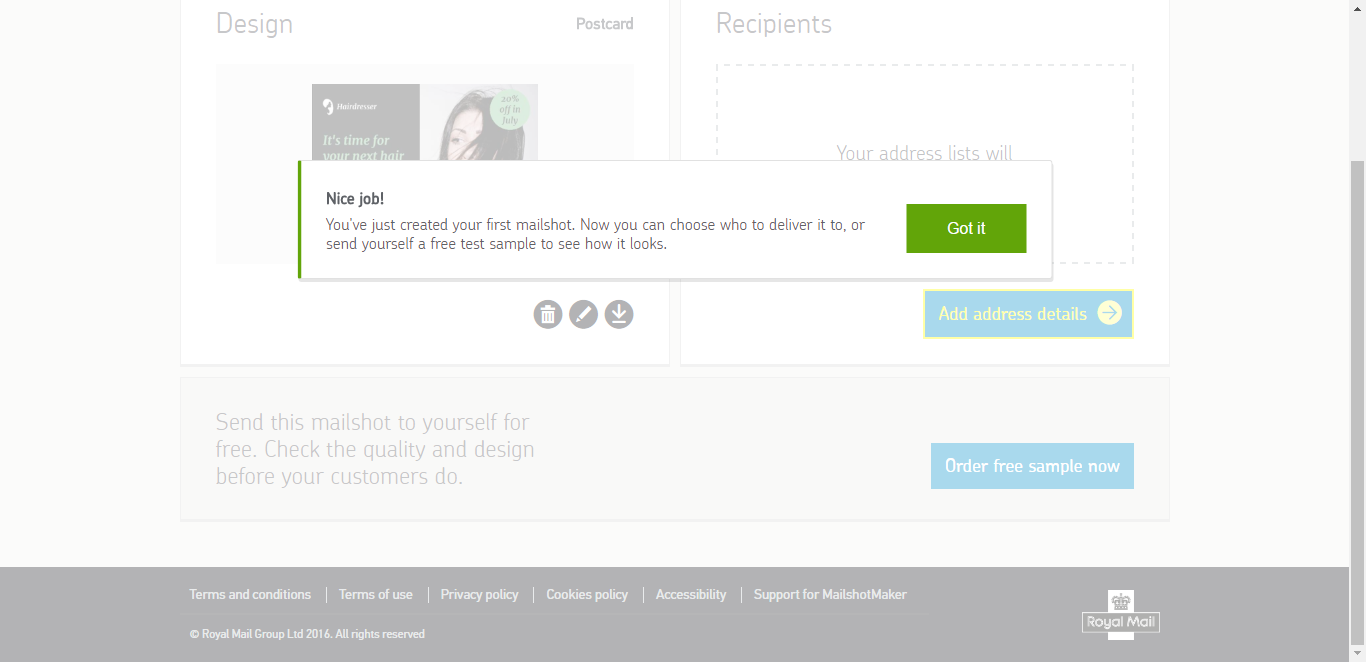 Design
Postcard
Recipients
Hairdresser
20%
off in
July
It's time for
your next hair
Your address lists will
Nice job!
You've just created your first mailshot. Now you can choose who to deliver it to, or
send yourself a free test sample to see how it looks.
Got it
Add address details
Send this mailshot to yourself for
free. Check the quality and design
before your customers do.
Order free sample now
Terms and conditions
Terms of use
Privacy policy
Cookies policy
Accessibility
Support for MailshotMaker
© Royal Mail Group Ltd 2016. All rights reserved
Royal Mail